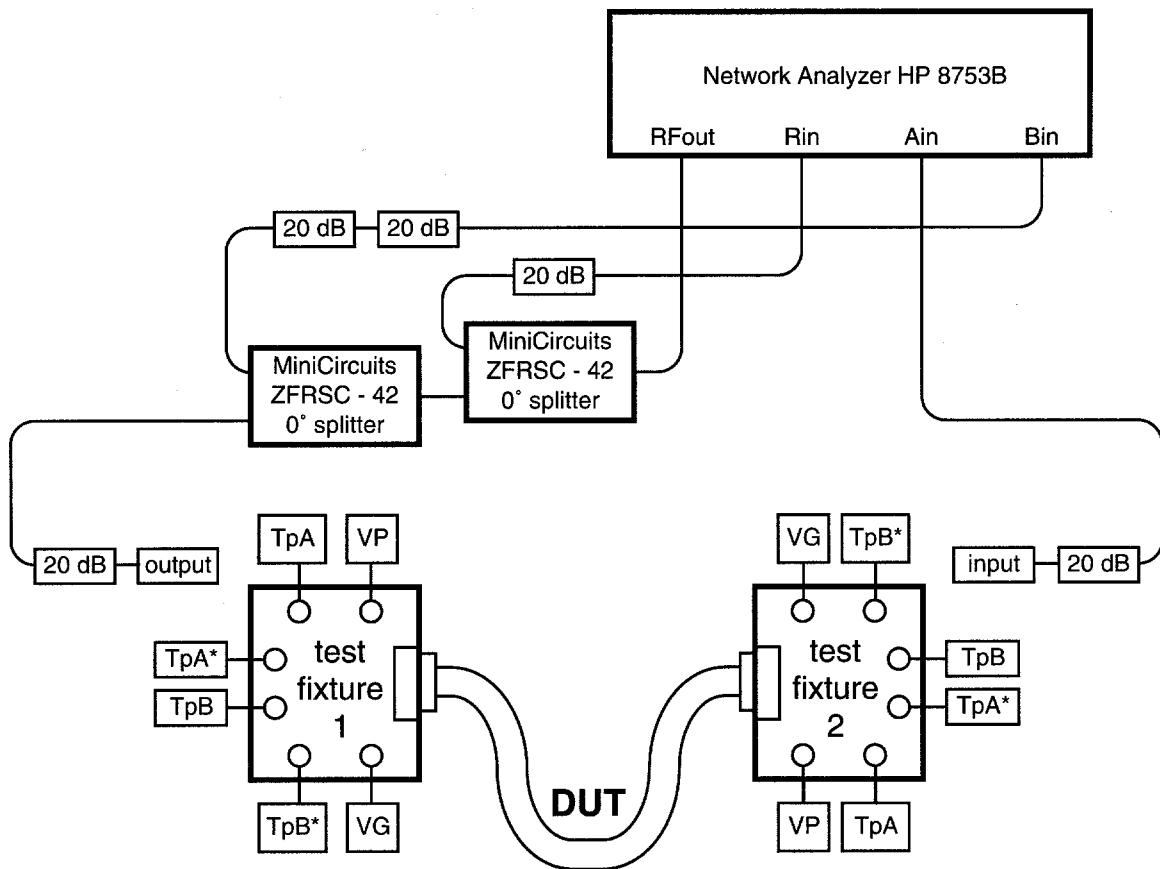 Network Analyzer HP 8753B
RFout Rin Ain Bin
20 dB 20 dB
20 dB
MiniCircuits
ZFRSC - 42
0° splitter
MiniCircuits
ZFRSC - 42
0° splitter
20 dB output
TpA VP
TpA*
TpB
test
fixture
1
TpB* VG
DUT
VG TpB*
input 20 dB
test
fixture
2
TpB
TpA*
VP TpA